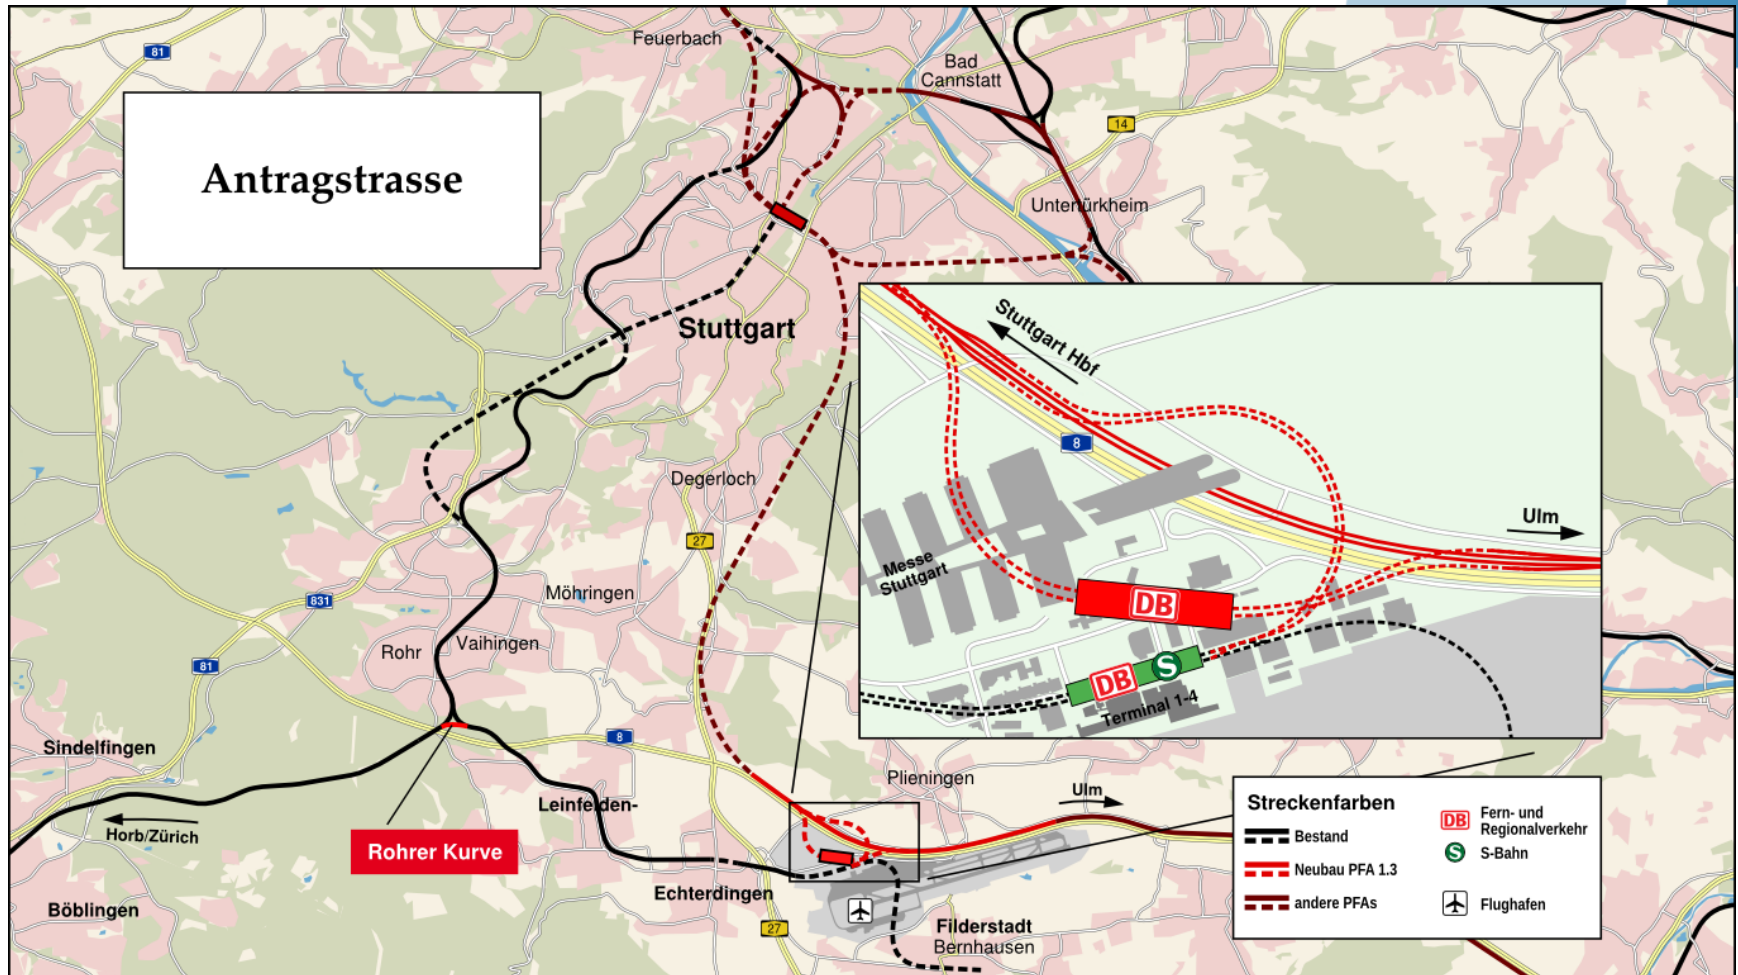 Feuerbach
81
Bad
Cannstatt
14
Antragstrasse
Untertürkheim
Stuttgart
Stuttgart Hbf
8
Ulm
Degerloch
27
Messe
Stuttgart
DB
DB
S
Terminal 1-4
831
Möhringen
Rohr
Vaihingen
81
Sindelfingen
8
Plieningen
Leinfelden-
Ulm
Horb/Zürich
Rohrer Kurve
Echterdingen
Böblingen
27
Filderstadt
Bernhausen
Streckenfarben
Bestand
Neubau PFA 1.3
andere PFAs
DB
Fern- und
Regionalverkehr
S
S-Bahn
Flughafen